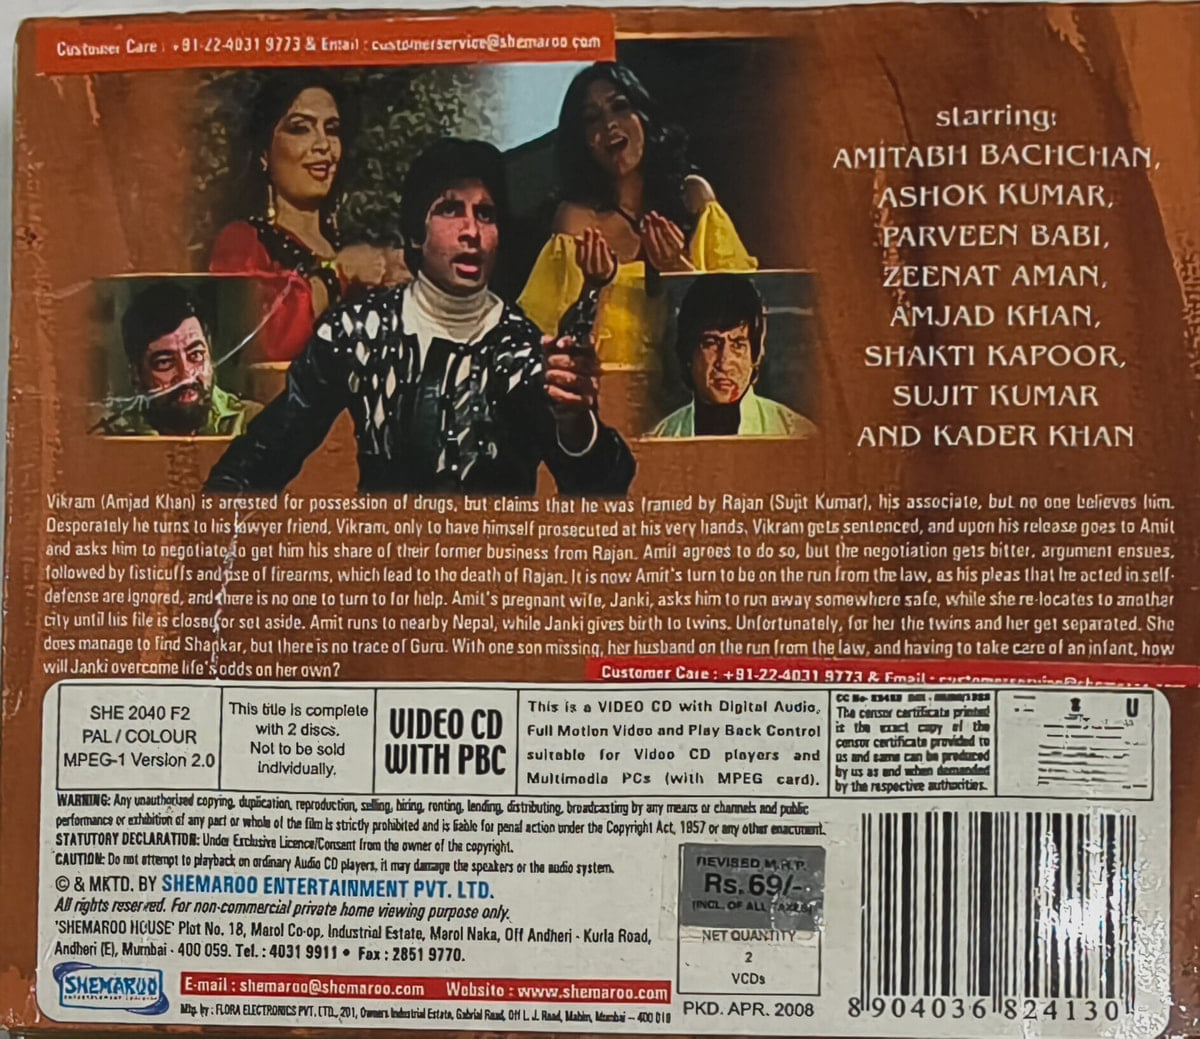 Customer Care : +91-22-4031 9773 & Email : customerservice@shemaroo.com
starring:
AMITABH BACHCHAN,
ASHOK KUMAR,
PARVEEN BABI,
ZEENAT AMAN,
AMJAD KHAN,
SHAKTI KAPOOR,
SUJIT KUMAR
AND KADER KHAN
Vikram (Amjad Khan) is arrested for possession of drugs, but claims that he was framed by Rajan (Sujit Kumar), his associate, but no one believes him.
Desperately he turns to his lawyer friend, Vikram, only to have himself prosecuted at his very hands, Vikram gets sentenced, and upon his release goes to Amit
and asks him to negotiate to get him his share of their former business from Rajan. Amit agrees to do so, but the negotiation gets bitter, argument ensues,
followed by fisticuffs and use of firearms, which lead to the death of Rajan. It is now Amit's turn to be on the run from the law, as his pleas that he acted in self-
defense are ignored, and there is no one to turn to for help. Amit's pregnant wife, Janki, asks him to run away somewhere safe, while she re-locates to another
city until his file is closed or set aside. Amit runs to nearby Nepal, while Janki gives birth to twins. Unfortunately, for her the twins and her get separated. She
does manage to find Shankar, but there is no trace of Guru. With one son missing, her husband on the run from the law, and having to take care of an infant, how
will Janki overcome life's odds on her own?
Customer Care : +91-22-4031 9773 & Email :
SHE 2040 F2
PAL / COLOUR
MPEG-1 Version 2.0
This title is complete
with 2 discs.
Not to be sold
individually.
VIDEO CD
WITH PBC
This is a VIDEO CD with Digital Audio,
Full Motion Video and Play Back Control
suitable for Video CD players and
Multimedia PCs (with MPEG card).
CC No.
The censor certificate printed
is the exact copy of the
censor certificate provided to
us and same can be produced
by us as and when demanded
by the respective authorities.
U
WARNING: Any unauthorised copying, duplication, reproduction, selling, hiring, renting, lending, distributing, broadcasting by any means or channels and public
performance or exhibition of any part or whole of the film is strictly prohibited and is liable for penal action under the Copyright Act, 1957 or any other enactment.
STATUTORY DECLARATION: Under Exclusive Licence/Consent from the owner of the copyright.
CAUTION: Do not attempt to playback on ordinary Audio CD players, it may damage the speakers or the audio system.
© & MKTD. BY SHEMAROO ENTERTAINMENT PVT. LTD.
All rights reserved. For non-commercial private home viewing purpose only.
'SHEMAROO HOUSE' Plot No. 18, Marol Co-op. Industrial Estate, Marol Naka, Off Andheri - Kurla Road,
Andheri (E), Mumbai - 400 059. Tel. : 4031 9911 • Fax : 2851 9770.
SHEMAROO
ENTERTAINMENT
E-mail : shemaroo@shemaroo.com Website : www.shemaroo.com
Mfg. by : FLORA ELECTRONICS PVT. LTD., 201, Owners Industrial Estate, Gabrial Road, Off L. J. Road, Mahim, Mumbai – 400 016
REVISED M.R.P.
Rs. 69/-
(INCL. OF ALL TAXES)
NET QUANTITY
2
VCDs
PKD. APR. 2008
8 904036 824130